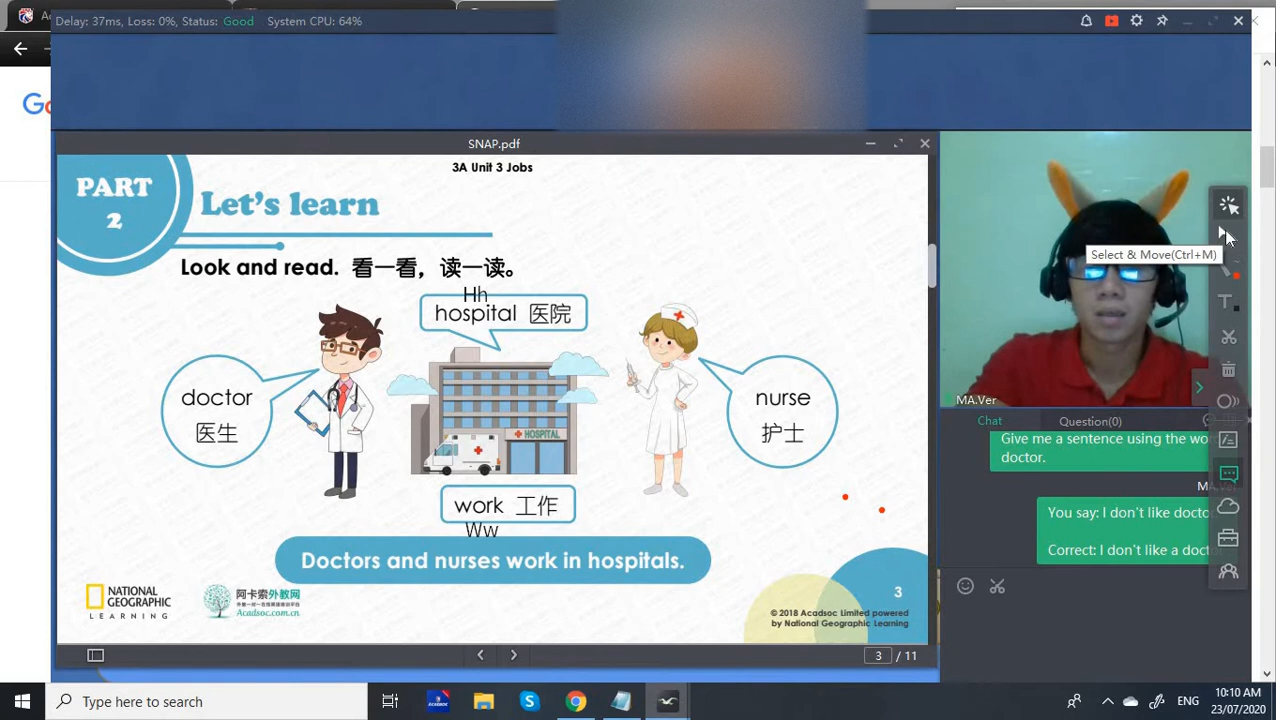 Delay: 37ms, Loss: 0%, Status: Good System CPU: 64%
SNAP.pdf
3A Unit 3 Jobs
PART
2
Let's learn
Look and read. 看一看，读一读。
Hh
hospital 医院
doctor
医生
HOSPITAL
nurse
护士
work 工作
Ww
Doctors and nurses work in hospitals.
NATIONAL
GEOGRAPHIC
LEARNING
阿卡索外教网
Acadsoc.com.cn
3
© 2018 Acadsoc Limited powered
by National Geographic Learning
3 / 11
Select & Move(Ctrl+M)
MA.Ver
Chat
Question(0)
Give me a sentence using the
doctor.
You say: I don't like
Correct: I don't like a
Type here to search
ENG
10:10 AM
23/07/2020